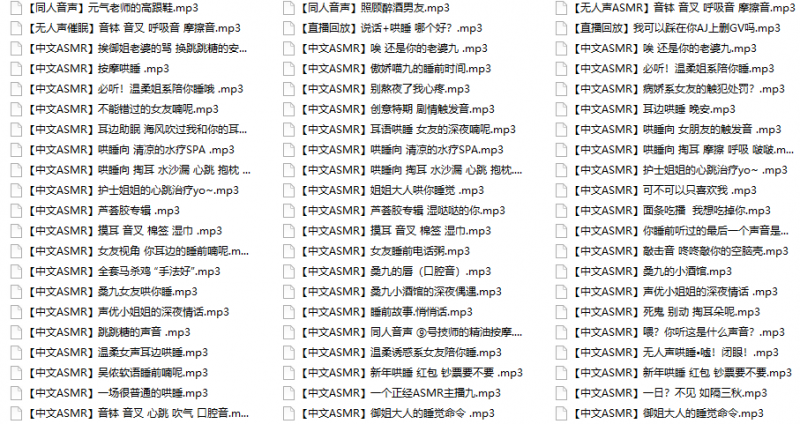 【同人音声】元气老师的高跟鞋.mp3
【同人音声】照顾醉酒男友.mp3
【无人声ASMR】音钵 音叉 呼吸音 摩擦音.mp3
【无人声催眠】音钵 音叉 呼吸音 摩擦音.mp3
【直播回放】说话+哄睡 哪个好？.mp3
【直播回放】我可以踩在你AJ上删GV吗.mp3
【中文ASMR】挨御姐老婆的骂 换跳跳糖的安...
【中文ASMR】唉 还是你的老婆九 .mp3
【中文ASMR】唉 还是你的老婆九.mp3
【中文ASMR】按摩哄睡 .mp3
【中文ASMR】傲娇喵九的睡前时间.mp3
【中文ASMR】必听！温柔姐系陪你睡.mp3
【中文ASMR】必听！温柔姐系陪你睡哦 .mp3
【中文ASMR】别熬夜了我心疼.mp3
【中文ASMR】病娇系女友的触犯处罚？.mp3
【中文ASMR】不能错过的女友喃呢.mp3
【中文ASMR】创意特期 剧情触发音.mp3
【中文ASMR】耳边哄睡 晚安.mp3
【中文ASMR】耳边助眠 海风吹过我和你的耳...
【中文ASMR】耳语哄睡 女友的深夜喃呢.mp3
【中文ASMR】哄睡向 女朋友的触发音 .mp3
【中文ASMR】哄睡向 清凉的水疗SPA .mp3
【中文ASMR】哄睡向 清凉的水疗SPA.mp3
【中文ASMR】哄睡向 掏耳 摩擦 呼吸 啵啵.m...
【中文ASMR】哄睡向 掏耳 水沙漏 心跳 抱枕 ...
【中文ASMR】哄睡向 掏耳 水沙漏 心跳 抱枕....
【中文ASMR】护士姐姐的心跳治疗yo~ .mp3
【中文ASMR】护士姐姐的心跳治疗yo~.mp3
【中文ASMR】姐姐大人哄你睡觉 .mp3
【中文ASMR】可不可以只喜欢我 .mp3
【中文ASMR】芦荟胶专辑 .mp3
【中文ASMR】芦荟胶专辑 湿哒哒的你.mp3
【中文ASMR】面条吃播  我想吃掉你.mp3
【中文ASMR】摸耳 音叉 棉签 湿巾 .mp3
【中文ASMR】摸耳 音叉 棉签 湿巾.mp3
【中文ASMR】你睡前听过的最后一个声音是...
【中文ASMR】女友视角 你耳边的睡前喃呢.m...
【中文ASMR】女友睡前电话粥.mp3
【中文ASMR】敲击音 咚咚敲你的空脑壳.mp3
【中文ASMR】全套马杀鸡 “手法好”.mp3
【中文ASMR】桑九的唇（口腔音）.mp3
【中文ASMR】桑九的小酒馆.mp3
【中文ASMR】桑九女友哄你睡.mp3
【中文ASMR】桑九小酒馆的深夜偶遇.mp3
【中文ASMR】声优小姐姐的深夜情话 .mp3
【中文ASMR】声优小姐姐的深夜情话.mp3
【中文ASMR】睡前故事.悄悄话.mp3
【中文ASMR】死鬼 别动 掏耳朵呢.mp3
【中文ASMR】跳跳糖的声音 .mp3
【中文ASMR】同人音声 ⑨号技师的精油按摩....
【中文ASMR】喂？你听这是什么声音？.mp3
【中文ASMR】温柔女声耳边哄睡.mp3
【中文ASMR】温柔诱惑系女友陪你睡.mp3
【中文ASMR】无人声哄睡•嘘！闭眼！.mp3
【中文ASMR】吴侬软语睡前喃呢.mp3
【中文ASMR】新年哄睡 红包 钞票要不要 .mp3
【中文ASMR】新年哄睡 红包 钞票要不要.mp3
【中文ASMR】一场很普通的哄睡.mp3
【中文ASMR】一个正经ASMR主播九.mp3
【中文ASMR】一日？不见 如隔三秋.mp3
【中文ASMR】音钵 音叉 心跳 吹气 口腔音.m...
【中文ASMR】御姐大人的睡觉命令 .mp3
【中文ASMR】御姐大人的睡觉命令.mp3